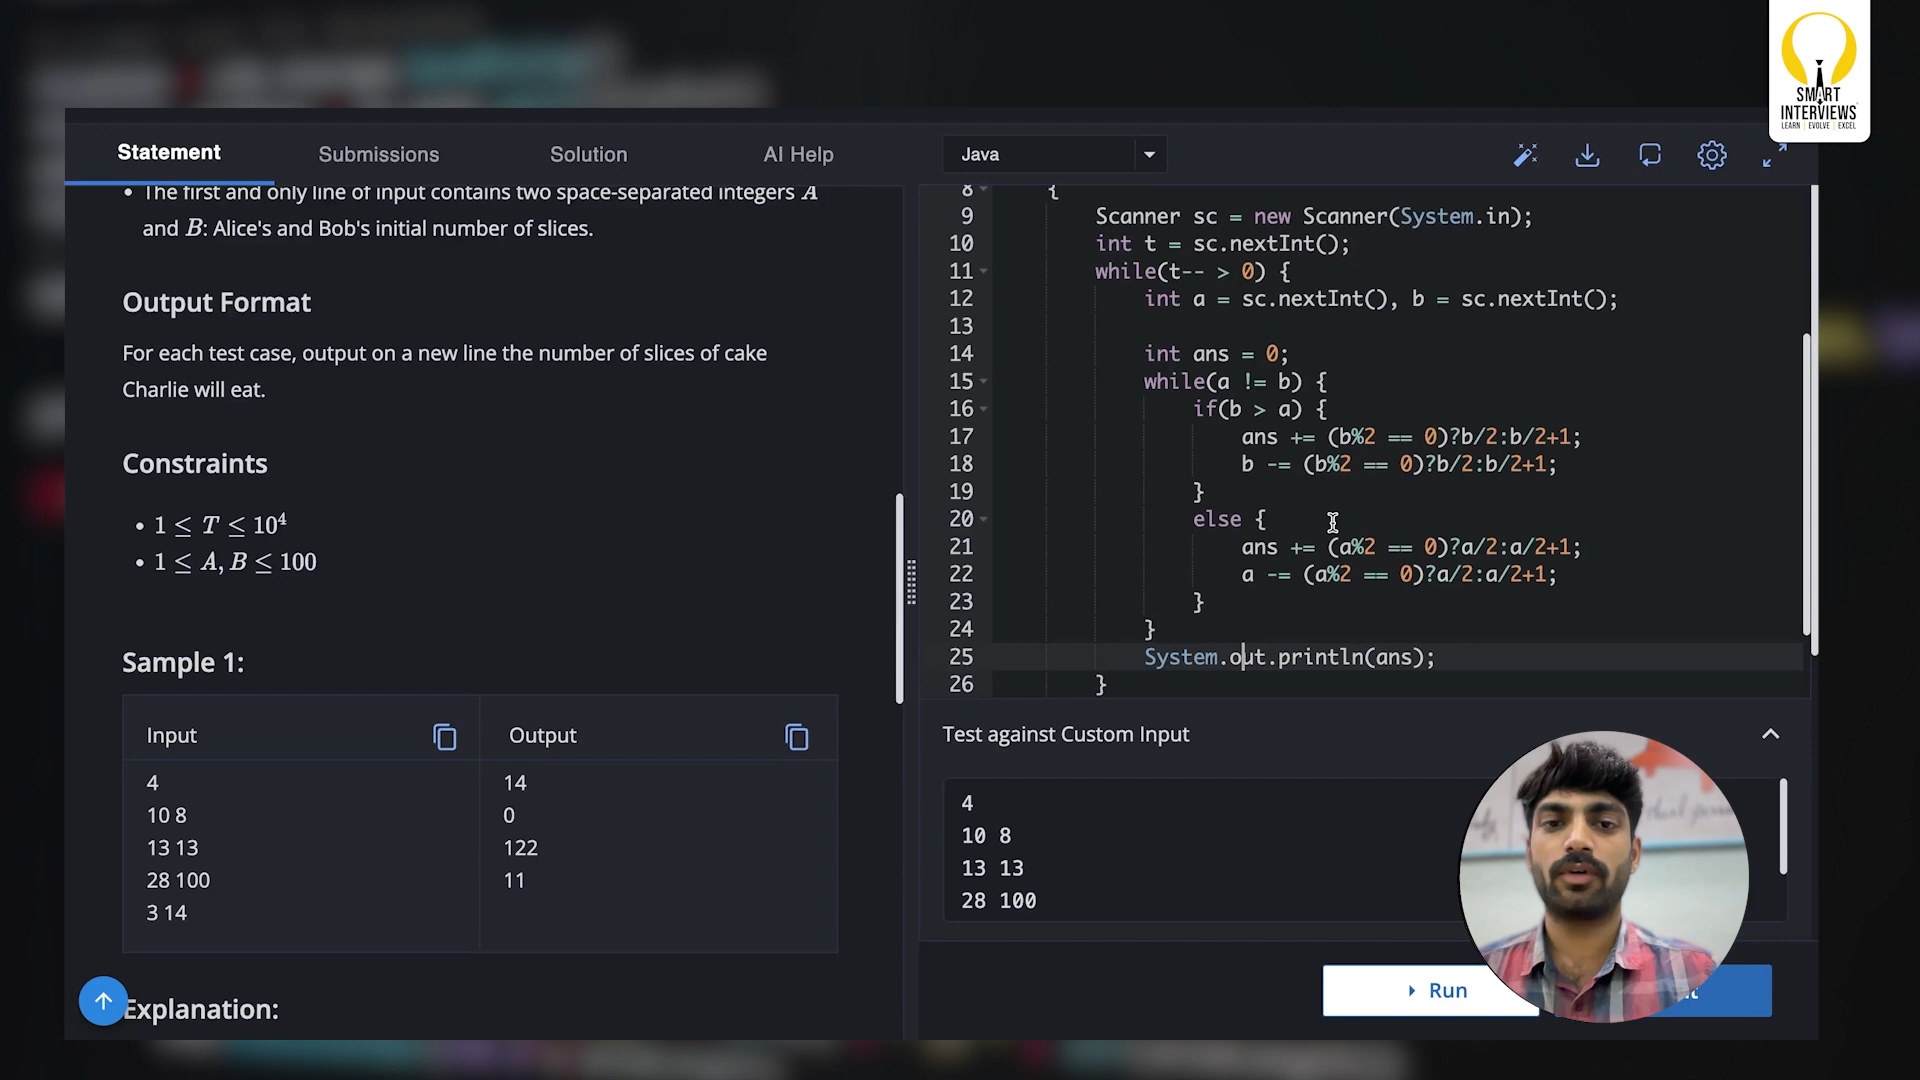 SMART
INTERVIEWS
LEARN | EVOLVE | EXCEL
Statement
Submissions
Solution
AI Help
The first and only line of input contains two space-separated integers A
and B: Alice's and Bob's initial number of slices.
Output Format
For each test case, output on a new line the number of slices of cake
Charlie will eat.
Constraints
• 1 ≤ T ≤ 10⁴
• 1 ≤ A, B ≤ 100
Sample 1:
Input
Output
4
10 8
13 13
28 100
3 14
14
0
122
11
Explanation:
Java
8 {
9 Scanner sc = new Scanner(System.in);
10 int t = sc.nextInt();
11 while(t-- > 0) {
12 int a = sc.nextInt(), b = sc.nextInt();
13
14 int ans = 0;
15 while(a != b) {
16 if(b > a) {
17 ans += (b%2 == 0)?b/2:b/2+1;
18 b -= (b%2 == 0)?b/2:b/2+1;
19 }
20 else {
21 ans += (a%2 == 0)?a/2:a/2+1;
22 a -= (a%2 == 0)?a/2:a/2+1;
23 }
24 }
25 System.out.println(ans);
26 }
Test against Custom Input
4
10 8
13 13
28 100
Run